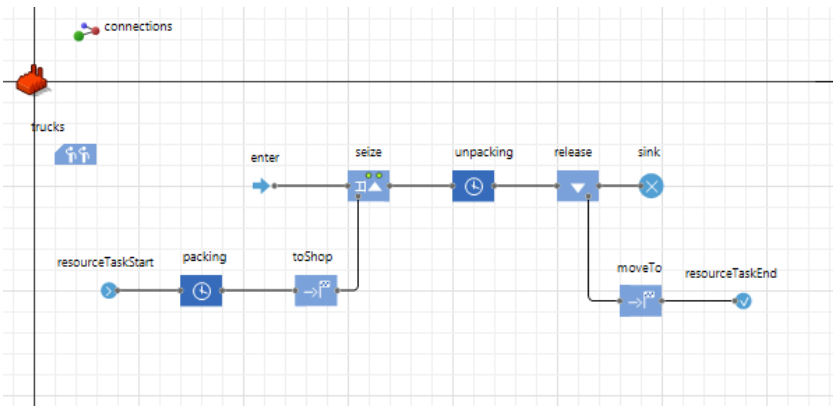 connections
trucks
enter
seize
unpacking
release
sink
resourceTaskStart
packing
toShop
moveTo
resourceTaskEnd